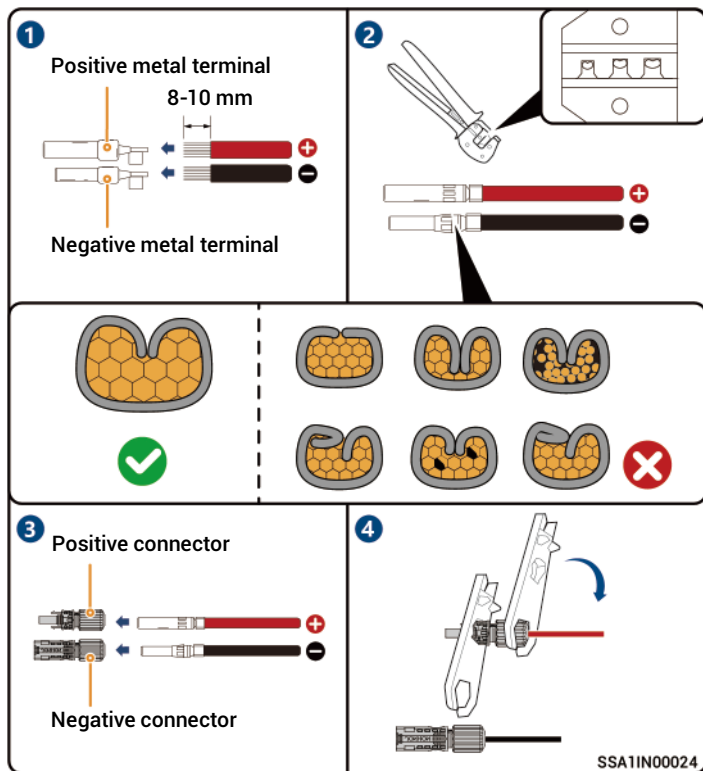 1
Positive metal terminal
8-10 mm
+
−
Negative metal terminal
2
+
−
3
Positive connector
+
−
Negative connector
4
SSA1IN00024